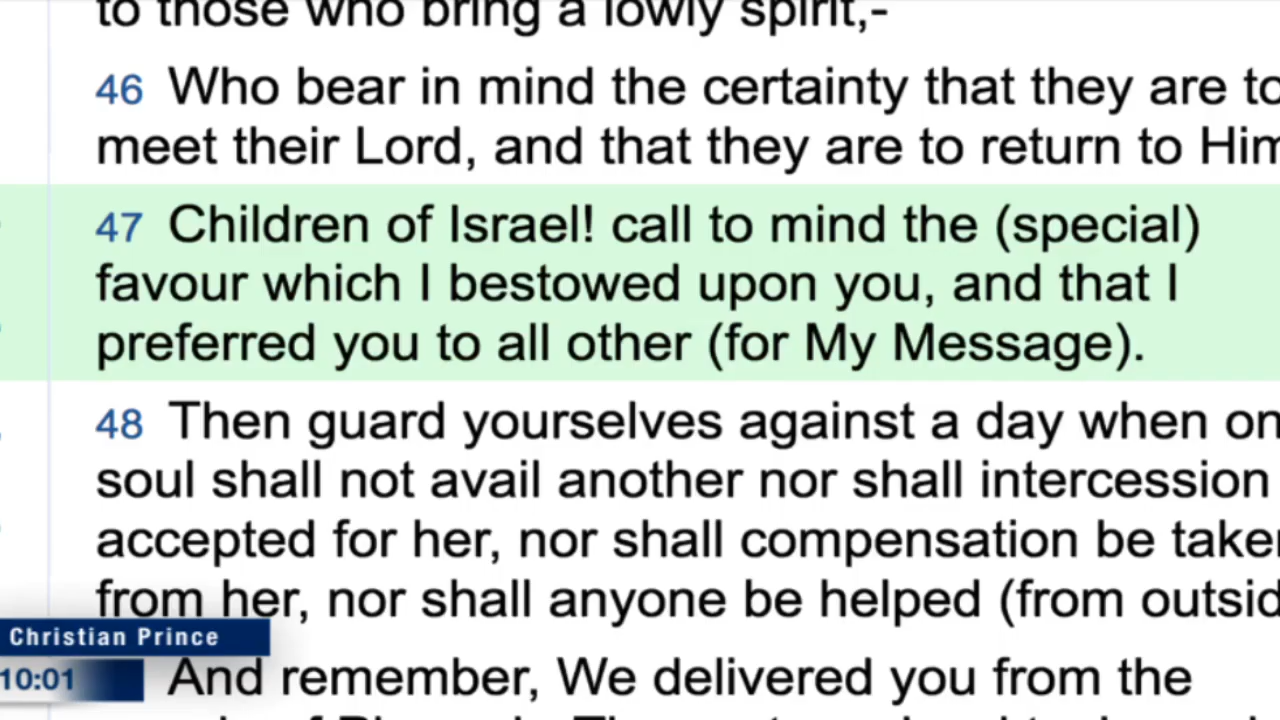 to those who bring a lowly spirit,-
46 Who bear in mind the certainty that they are to
meet their Lord, and that they are to return to Him
47 Children of Israel! call to mind the (special)
favour which I bestowed upon you, and that I
preferred you to all other (for My Message).
48 Then guard yourselves against a day when on
soul shall not avail another nor shall intercession
accepted for her, nor shall compensation be take
from her, nor shall anyone be helped (from outsid
Christian Prince
10:01
And remember, We delivered you from the